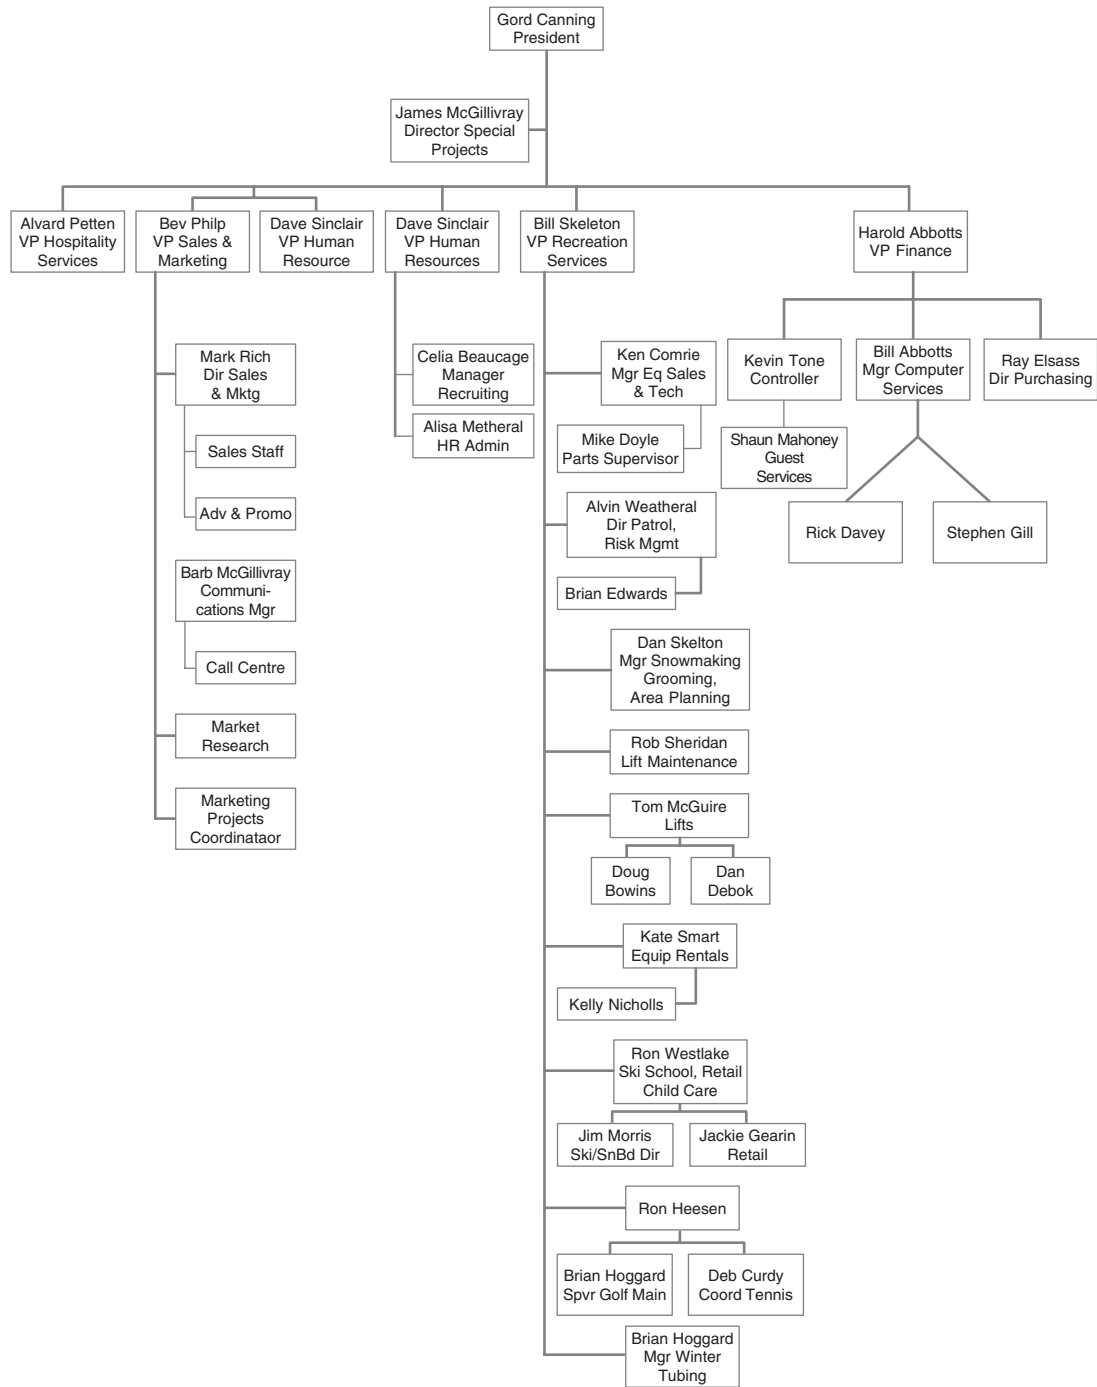 Gord Canning
President
James McGillivray
Director Special
Projects
Alvard Petten
VP Hospitality
Services
Bev Philp
VP Sales &
Marketing
Dave Sinclair
VP Human
Resource
Dave Sinclair
VP Human
Resources
Bill Skeleton
VP Recreation
Services
Harold Abbotts
VP Finance
Mark Rich
Dir Sales
& Mktg
Sales Staff
Adv & Promo
Barb McGillivray
Communi-
cations Mgr
Call Centre
Market
Research
Marketing
Projects
Coordinataor
Celia Beaucage
Manager
Recruiting
Alisa Metheral
HR Admin
Ken Comrie
Mgr Eq Sales
& Tech
Mike Doyle
Parts Supervisor
Alvin Weatheral
Dir Patrol,
Risk Mgmt
Brian Edwards
Dan Skelton
Mgr Snowmaking
Grooming,
Area Planning
Rob Sheridan
Lift Maintenance
Tom McGuire
Lifts
Doug
Bowins
Dan
Debok
Kate Smart
Equip Rentals
Kelly Nicholls
Ron Westlake
Ski School, Retail
Child Care
Jim Morris
Ski/SnBd Dir
Jackie Gearin
Retail
Ron Heesen
Brian Hoggard
Spvr Golf Main
Deb Curdy
Coord Tennis
Brian Hoggard
Mgr Winter
Tubing
Kevin Tone
Controller
Shaun Mahoney
Guest
Services
Bill Abbotts
Mgr Computer
Services
Rick Davey
Stephen Gill
Ray Elsass
Dir Purchasing